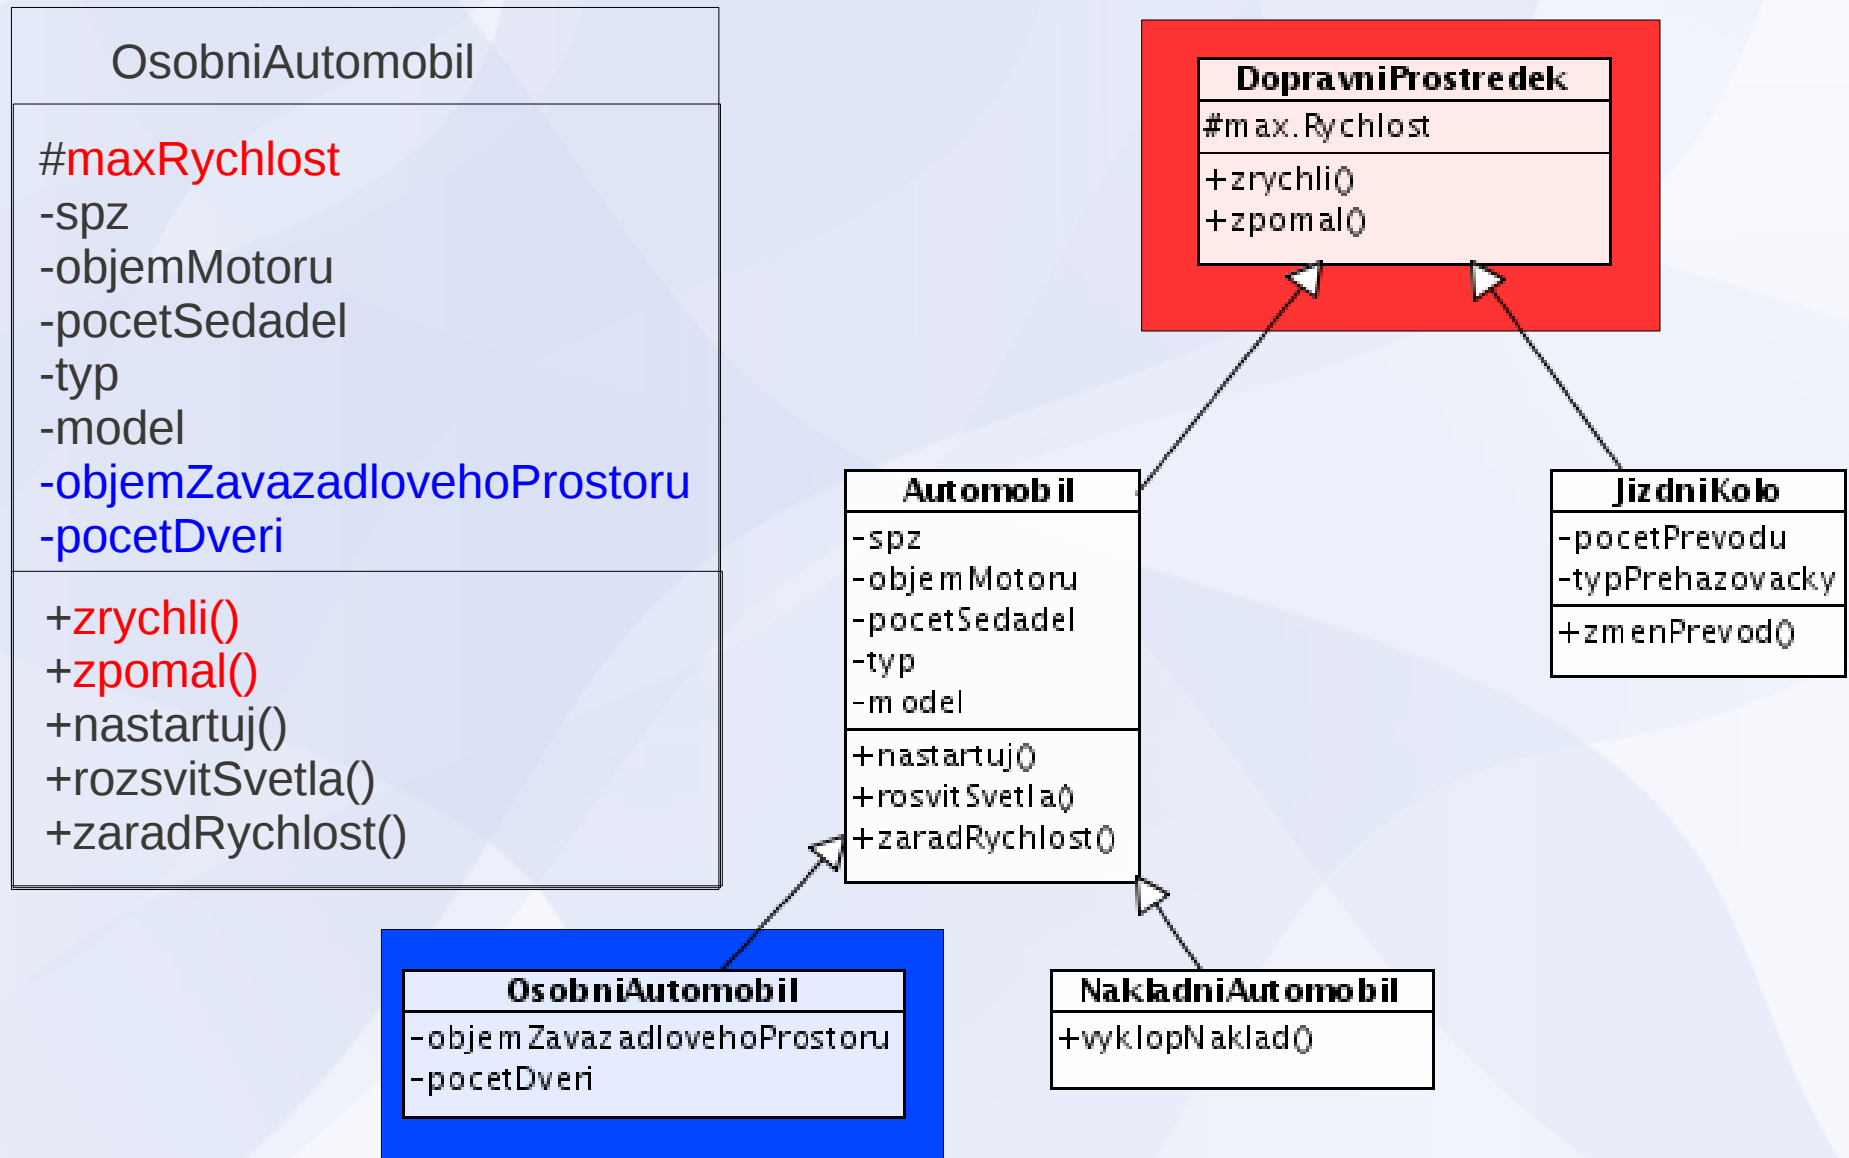 OsobniAutomobil
#maxRychlost
-spz
-objemMotoru
-pocetSedadel
-typ
-model
-objemZavazadlovehoProstoru
-pocetDveri
+zrychli()
+zpomal()
+nastartuj()
+rozsvitSvetla()
+zaradRychlost()
DopravniProstredek
#max.Rychlost
+zrychli()
+zpomal()
Automobil
-spz
-objemMotoru
-pocetSedadel
-typ
-model
+nastartuj()
+rosvitSvetla()
+zaradRychlost()
JizdniKolo
-pocetPrevodu
-typPrehazovacky
+zmenPrevod()
OsobniAutomobil
-objemZavazadlovehoProstoru
-pocetDveri
NakladniAutomobil
+vyklopNaklad()